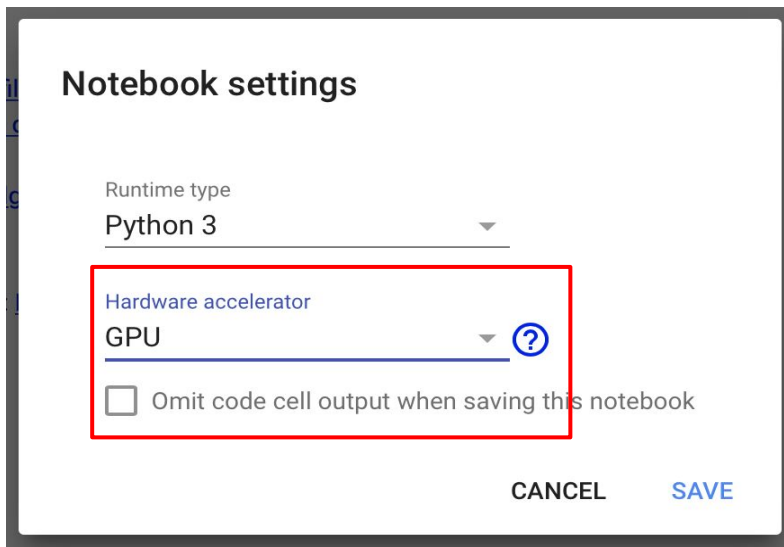 Notebook settings
Runtime type
Python 3
Hardware accelerator
GPU
?
Omit code cell output when saving this notebook
CANCEL SAVE